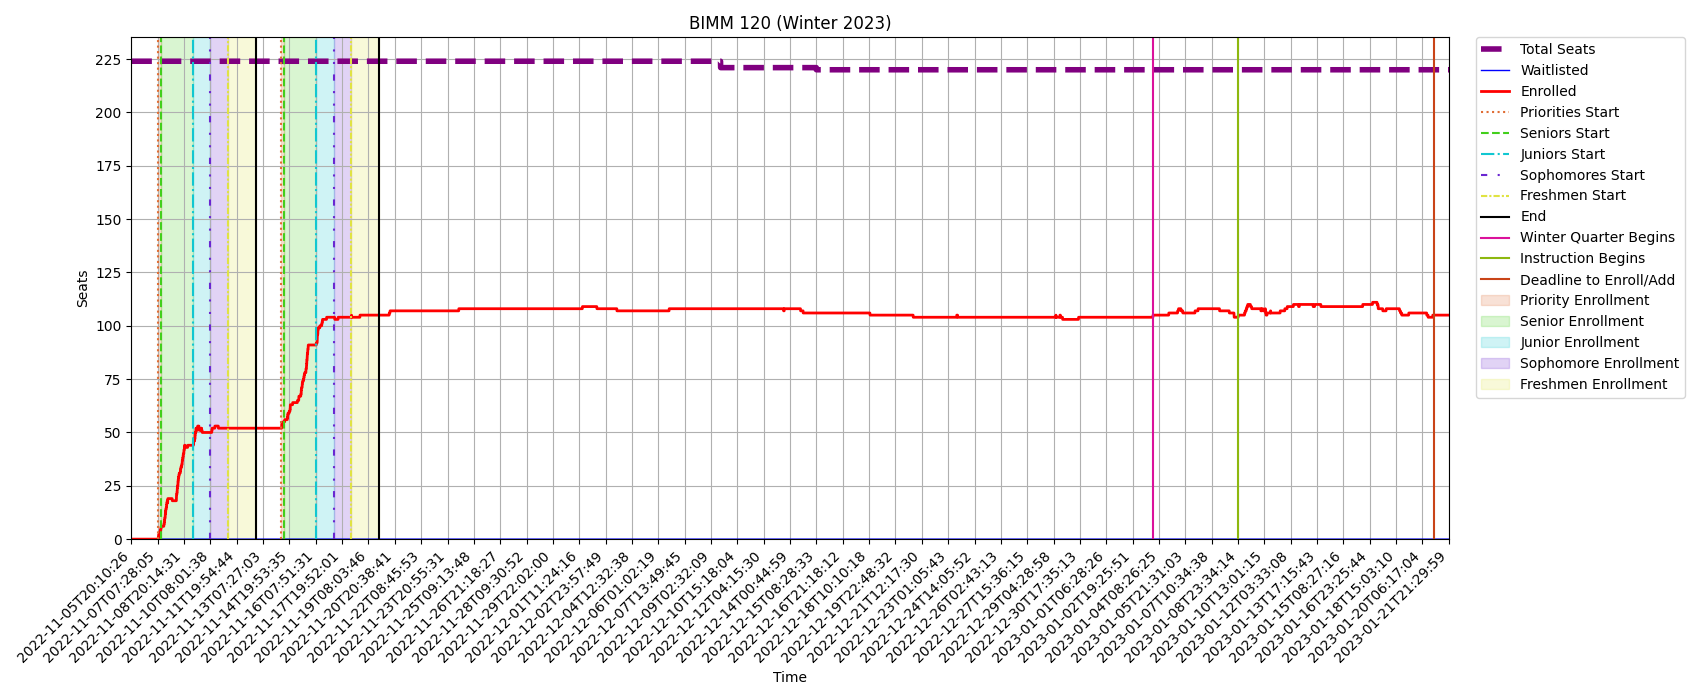 BIMM 120 (Winter 2023)
Seats
225
200
175
150
125
100
75
50
25
0
2022-11-05T20:10:26
2022-11-07T07:28:05
2022-11-08T20:14:31
2022-11-10T08:01:38
2022-11-11T19:54:44
2022-11-13T07:27:03
2022-11-14T19:53:35
2022-11-16T07:51:31
2022-11-17T19:52:01
2022-11-19T08:03:46
2022-11-20T20:38:41
2022-11-22T08:45:53
2022-11-23T20:55:31
2022-11-25T09:13:48
2022-11-26T21:18:27
2022-11-28T09:30:52
2022-11-29T22:02:00
2022-12-01T11:24:16
2022-12-02T23:57:49
2022-12-04T12:32:38
2022-12-06T01:02:19
2022-12-07T13:49:45
2022-12-09T02:32:09
2022-12-10T15:18:04
2022-12-12T04:15:30
2022-12-14T00:44:59
2022-12-15T08:28:33
2022-12-16T21:18:12
2022-12-18T10:10:18
2022-12-19T22:48:32
2022-12-21T12:17:30
2022-12-23T01:05:43
2022-12-24T14:05:52
2022-12-26T02:43:13
2022-12-27T15:36:15
2022-12-29T04:28:58
2022-12-30T17:35:13
2023-01-01T06:28:26
2023-01-02T19:25:51
2023-01-04T08:26:25
2023-01-05T21:31:03
2023-01-07T10:34:38
2023-01-08T23:34:14
2023-01-10T13:01:15
2023-01-12T03:33:08
2023-01-13T17:15:43
2023-01-15T08:27:16
2023-01-16T23:25:44
2023-01-18T15:03:10
2023-01-20T06:17:04
2023-01-21T21:29:59
Time
Total Seats
Waitlisted
Enrolled
Priorities Start
Seniors Start
Juniors Start
Sophomores Start
Freshmen Start
End
Winter Quarter Begins
Instruction Begins
Deadline to Enroll/Add
Priority Enrollment
Senior Enrollment
Junior Enrollment
Sophomore Enrollment
Freshmen Enrollment